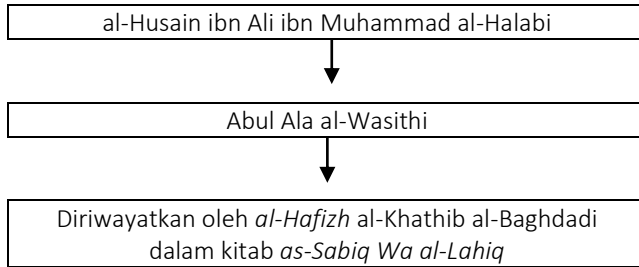 al-Husain ibn Ali ibn Muhammad al-Halabi
Abul Ala al-Wasithi
Diriwayatkan oleh al-Hafizh al-Khathib al-Baghdadi
dalam kitab as-Sabiq Wa al-Lahiq